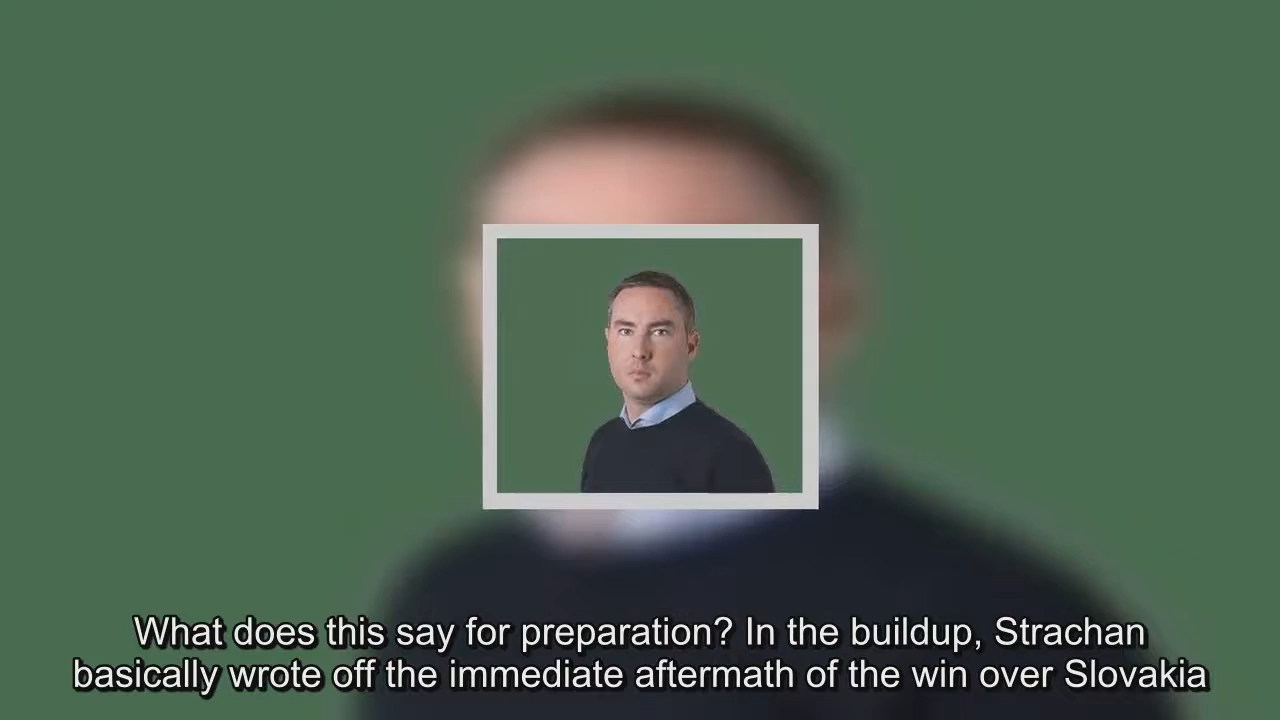 What does this say for preparation? In the buildup, Strachan
basically wrote off the immediate aftermath of the win over Slovakia